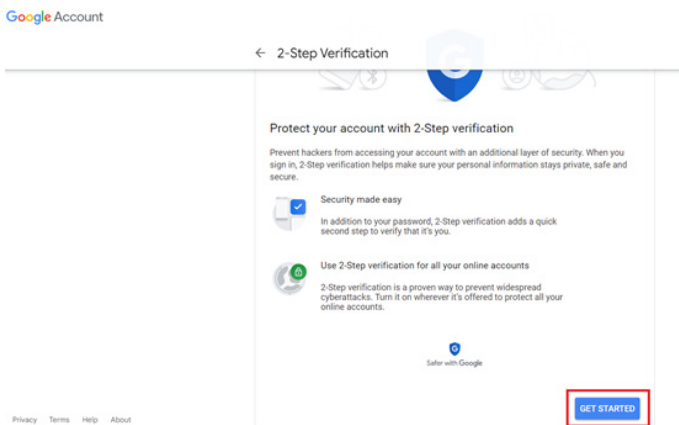 Google Account
← 2-Step Verification
Protect your account with 2-Step verification
Prevent hackers from accessing your account with an additional layer of security. When you
sign in, 2-Step verification helps make sure your personal information stays private, safe and
secure.
Security made easy
In addition to your password, 2-Step verification adds a quick
second step to verify that it's you.
Use 2-Step verification for all your online accounts
2-Step verification is a proven way to prevent widespread
cyberattacks. Turn it on wherever it's offered to protect all your
online accounts.
G
Safer with Google
GET STARTED
Privacy Terms Help About